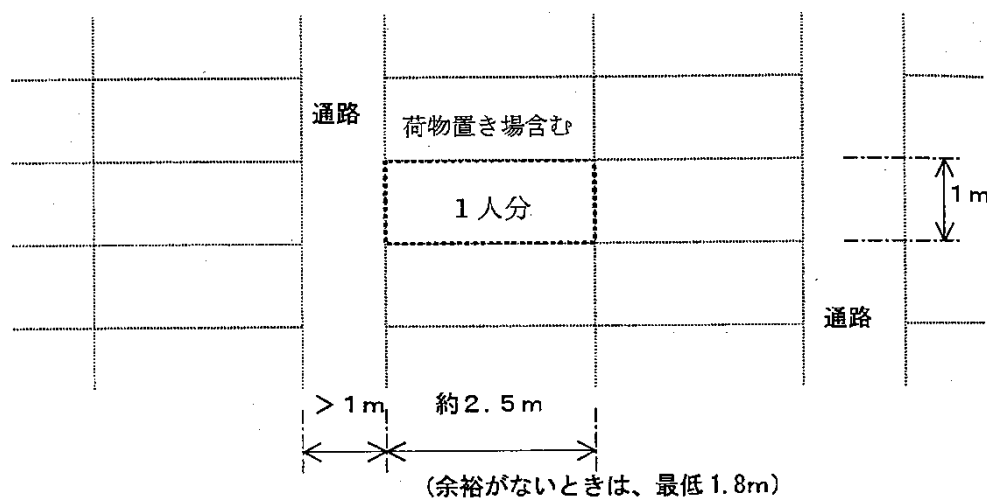 通路
荷物置き場含む
1人分
1m
通路
>1m
約2.5m
(余裕がないときは、最低1.8m)